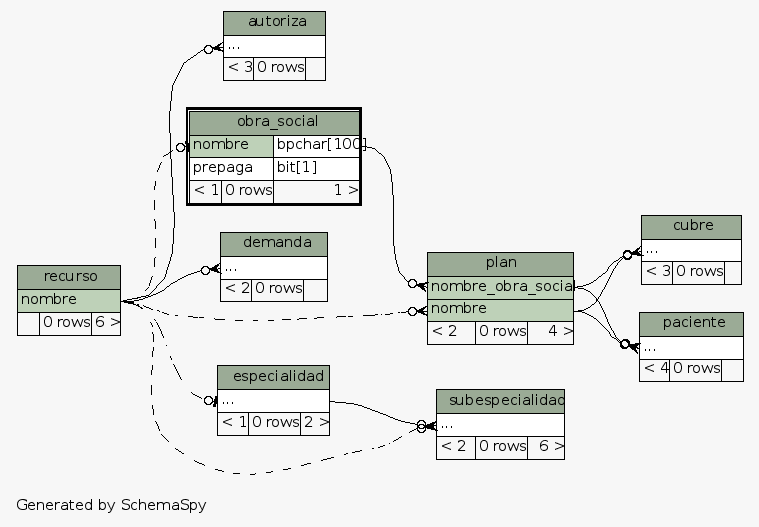 autoriza
...
< 3 0 rows
obra_social
nombre bpchar[100]
prepaga bit[1]
< 1 0 rows 1 >
demanda
...
< 2 0 rows
recurso
nombre
0 rows 6 >
plan
nombre_obra_socia
nombre
< 2 0 rows 4 >
cubre
...
< 3 0 rows
paciente
...
< 4 0 rows
especialidad
...
< 1 0 rows 2 >
subespecialidad
...
< 2 0 rows 6 >
Generated by SchemaSpy